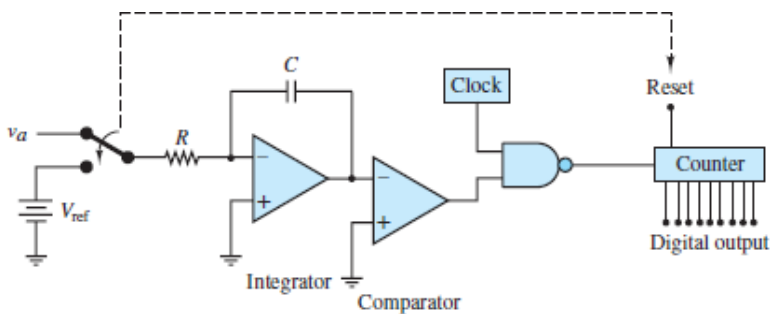 C
Clock
Reset
va
R
−
+
−
+
Counter
Vref
Integrator
Comparator
Digital output